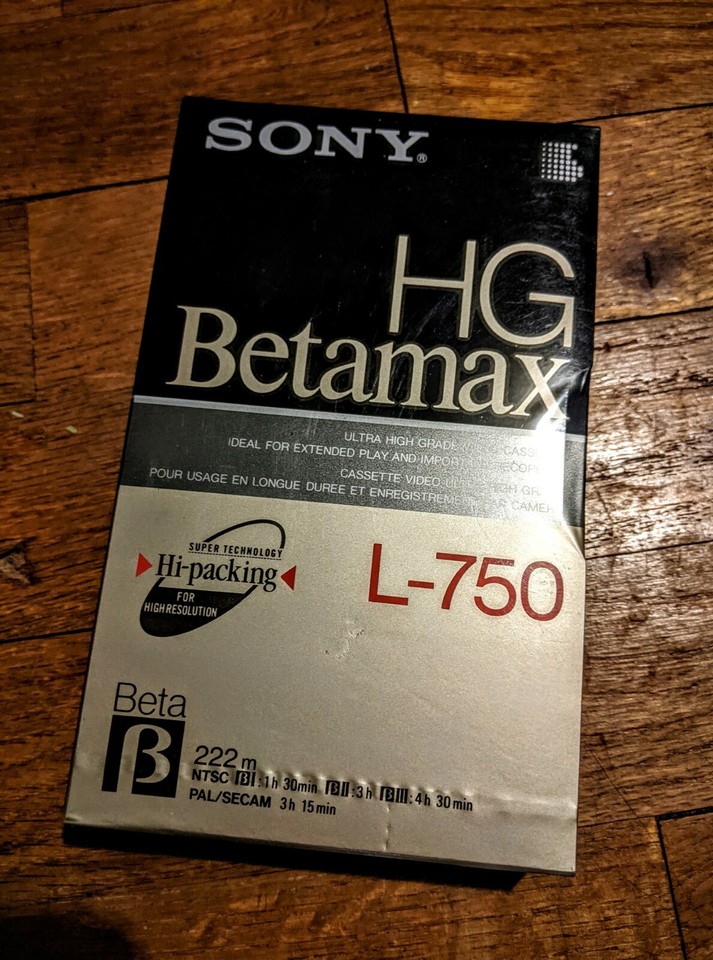 SONY®
HG
Betamax
ULTRA HIGH GRADE
IDEAL FOR EXTENDED PLAY AND
CASSETTE VIDEO
POUR USAGE EN LONGUE DUREE ET
SUPER TECHNOLOGY
Hi-packing
FOR
HIGH RESOLUTION
L-750
Beta
β
222m
NTSC βI:1h 30min βII:3h βIII:4h 30min
PAL/SECAM 3h 15min